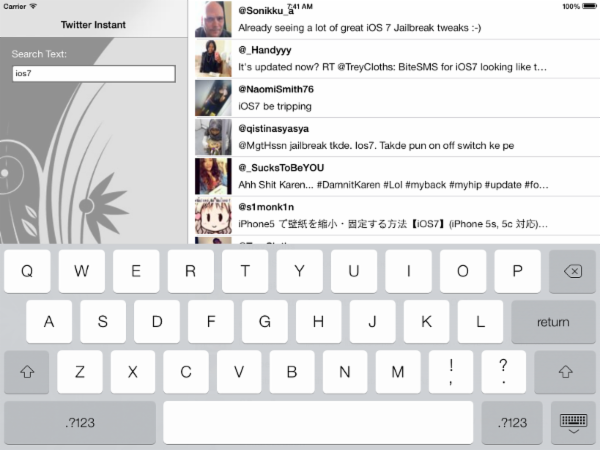 Carrier 7:41 AM 100%
Twitter Instant
Search Text:
ios7
@Sonikku_a
Already seeing a lot of great iOS 7 Jailbreak tweaks :-)
@_Handyyy
It's updated now? RT @TreyCloths: BiteSMS for iOS7 looking like t...
@NaomiSmith76
iOS7 be tripping
@qistinasyasya
@MgtHssn jailbreak tkde. Ios7. Takde pun on off switch ke pe
@_SucksToBeYOU
Ahh Shit Karen... #DamnitKaren #Lol #myback #myhip #update #fo...
@s1monk1n
iPhone5 で壁紙を縮小・固定する方法【iOS7】(iPhone 5s, 5c 対応)...
Q W E R T Y U I O P
A S D F G H J K L return
Z X C V B N M ! , ? .
.?123 .?123